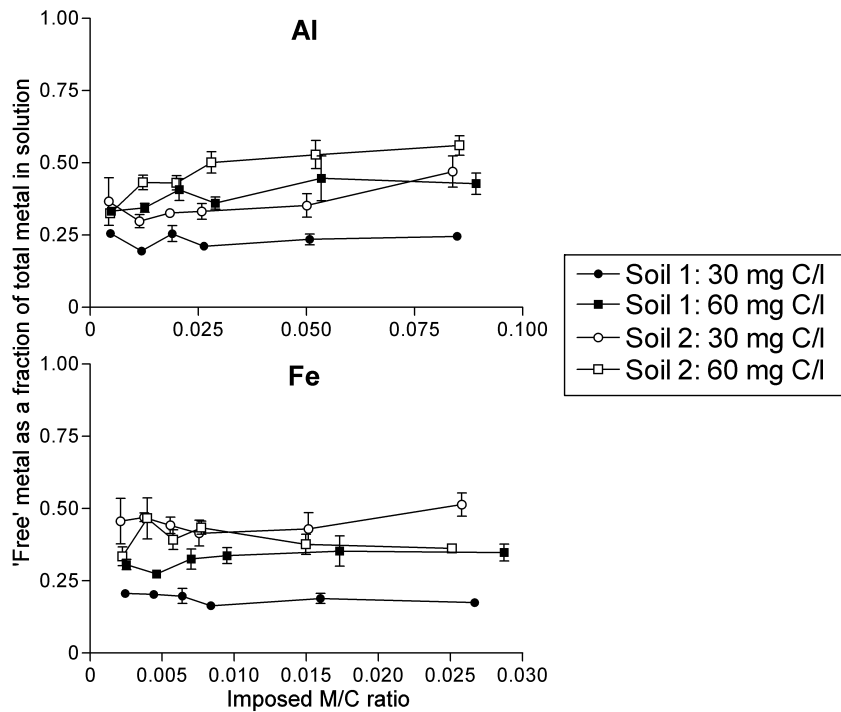 Al
1.00
0.75
0.50
0.25
0
0
0.025
0.050
0.075
0.100
Fe
1.00
0.75
0.50
0.25
0
0
0.005
0.010
0.015
0.020
0.025
0.030
Imposed M/C ratio
'Free' metal as a fraction of total metal in solution
Soil 1: 30 mg C/l
Soil 1: 60 mg C/l
Soil 2: 30 mg C/l
Soil 2: 60 mg C/l